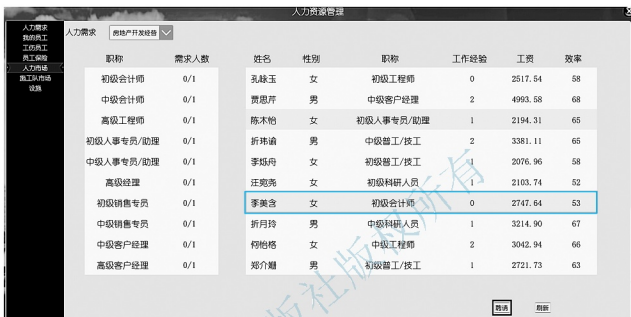 人力资源管理
人力需求
我的员工
工伤员工
员工保险
人力市场
施工队市场
设施
人力需求 房地产开发经营
职称 需求人数
初级会计师 0/1
中级会计师 0/1
高级工程师 0/1
初级人事专员/助理 0/1
中级人事专员/助理 0/1
高级经理 0/1
初级销售专员 0/1
中级销售专员 0/1
中级客户经理 0/1
高级客户经理 0/1
姓名 性别 职称 工作经验 工资 效率
孔晗玉 女 初级工程师 0 2517.54 58
贾思芹 男 中级客户经理 2 4993.58 68
陈木怡 女 初级人事专员/助理 1 2194.31 65
折玮谕 男 中级普工/技工 2 3381.11 65
李烁舟 女 初级普工/技工 1 2076.96 58
汪宛尧 女 初级科研人员 1 2103.74 52
李美含 女 初级会计师 0 2747.64 53
折月玲 男 中级科研人员 1 3214.90 67
何怡格 女 中级工程师 2 3042.94 66
郑介姗 男 初级普工/技工 1 2721.73 63
聘请 刷新
社版权所有